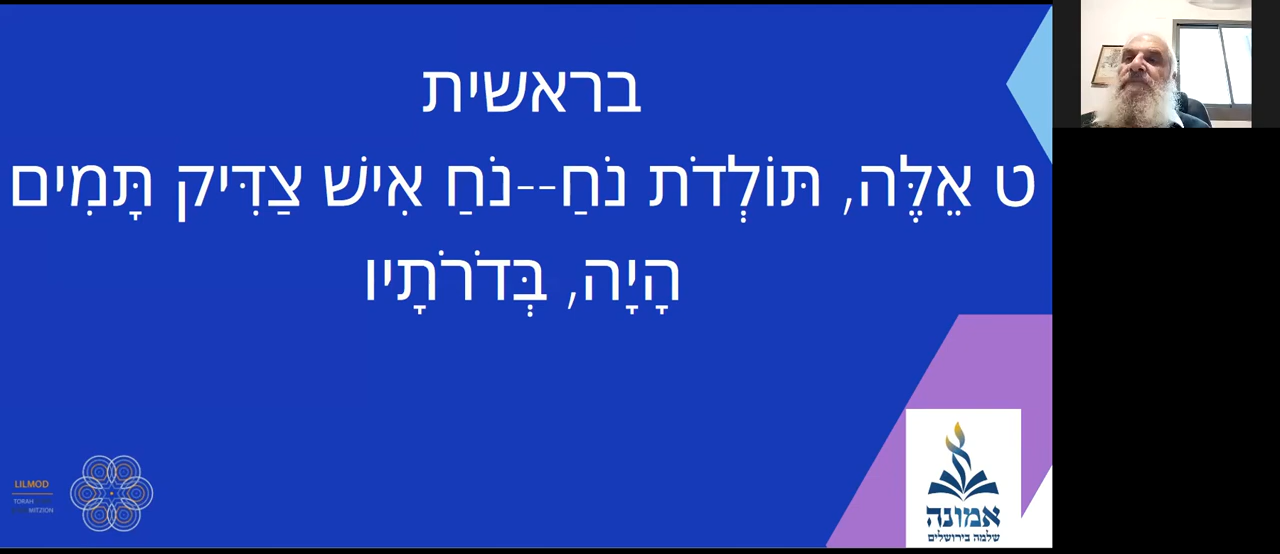 בראשית
ט אֵלֶּה, תּוֹלְדֹת נֹחַ--נֹחַ אִישׁ צַדִּיק תָּמִים
הָיָה, בְּדֹרֹתָיו
LILMOD
TORAH
MITZION
אמונה
שלמה בירושלים